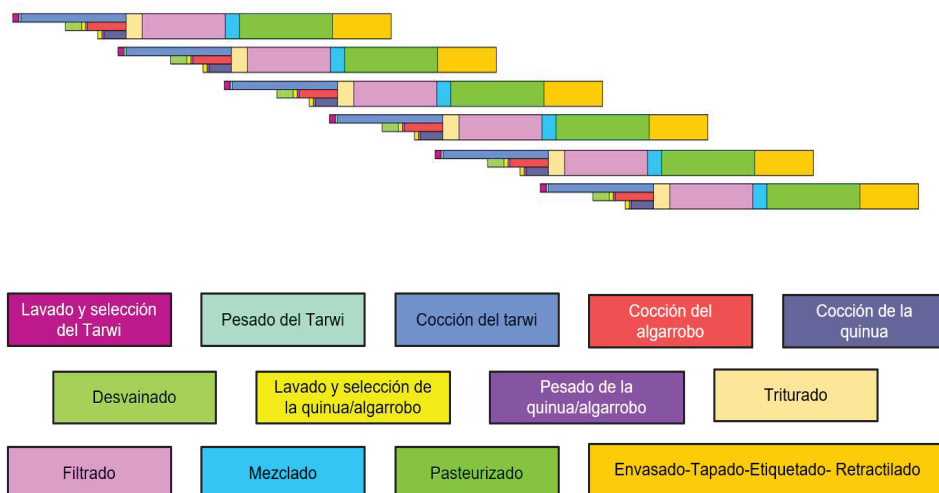 Lavado y selección
del Tarwi
Pesado del Tarwi
Cocción del tarwi
Cocción del
algarrobo
Cocción de la
quinua
Desvainado
Lavado y selección de
la quinua/algarrobo
Pesado de la
quinua/algarrobo
Triturado
Filtrado
Mezclado
Pasteurizado
Envasado-Tapado-Etiquetado- Retractilado